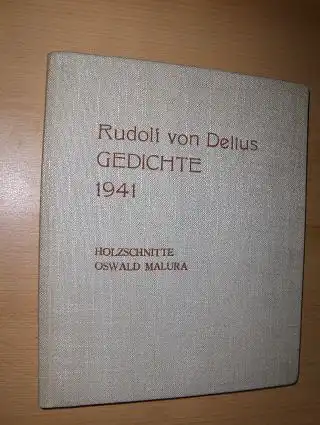 Rudolf von Delius
GEDICHTE
1941
HOLZSCHNITTE
OSWALD MALURA